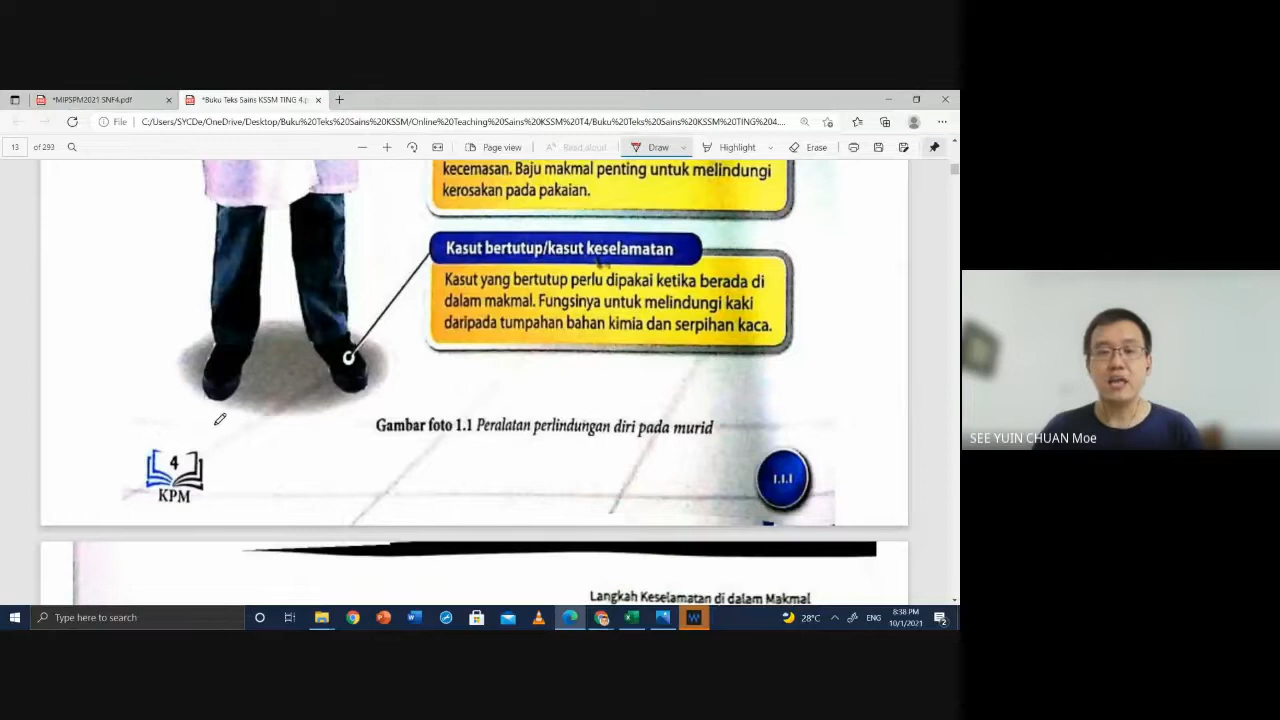 *MIPSPM2021 SNF4.pdf
*Buku Teks Sains KSSM TING 4.p
File
C:/Users/SYCDe/OneDrive/Desktop/Buku%20Teks%20Sains%20KSSM/Online%20Teaching%20Sains%20KSSM%20T4/Buku%20Teks%20Sains%20KSSM%20TING%204....
13 of 293
Page view
Read aloud
Draw
Highlight
Erase
kecemasan. Baju makmal penting untuk melindungi
kerosakan pada pakaian.
Kasut bertutup/kasut keselamatan
Kasut yang bertutup perlu dipakai ketika berada di
dalam makmal. Fungsinya untuk melindungi kaki
daripada tumpahan bahan kimia dan serpihan kaca.
Gambar foto 1.1 Peralatan perlindungan diri pada murid
4
KPM
1.1.1
Langkah Keselamatan di dalam Makmal
SEE YUIN CHUAN Moe
Type here to search
28°C
ENG
8:38 PM
10/1/2021
2